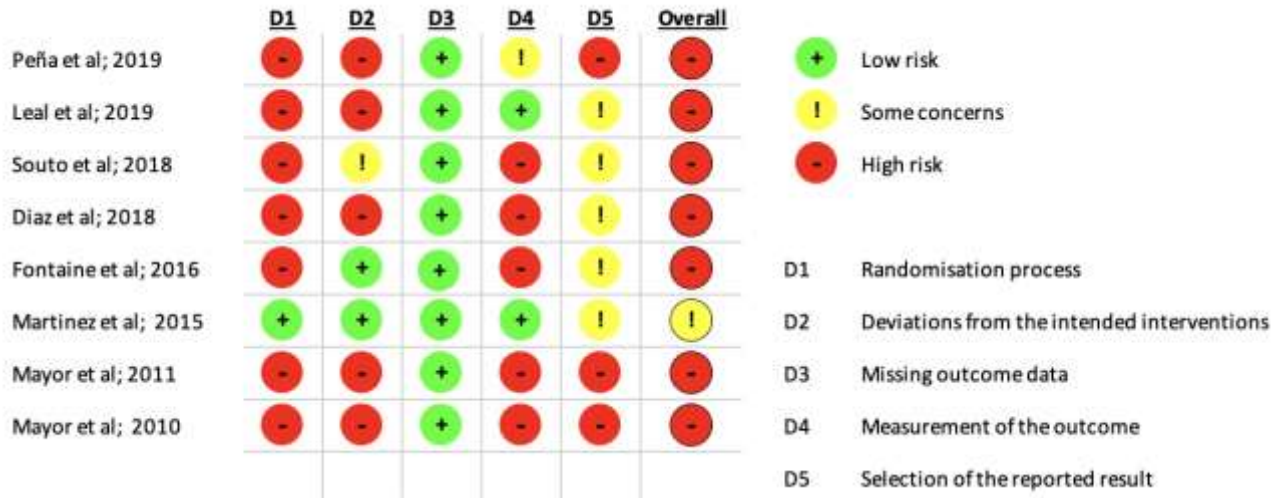 D1 D2 D3 D4 D5 Overall
Peña et al; 2019 - - + ! - -
Leal et al; 2019 - - + + ! -
Souto et al; 2018 - ! + - ! -
Diaz et al; 2018 - - + - ! -
Fontaine et al; 2016 - + + - ! -
Martinez et al; 2015 + + + + ! !
Mayor et al; 2011 - - + - - -
Mayor et al; 2010 - - + - - -
+ Low risk
! Some concerns
- High risk
D1 Randomisation process
D2 Deviations from the intended interventions
D3 Missing outcome data
D4 Measurement of the outcome
D5 Selection of the reported result